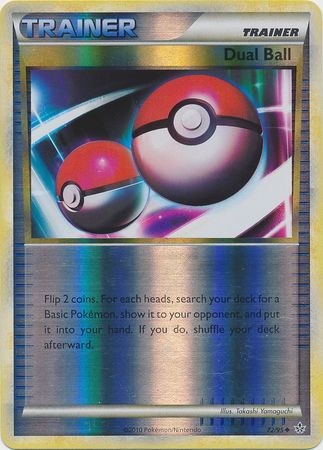 TRAINER
TRAINER
Dual Ball
Flip 2 coins. For each heads, search your deck for a
Basic Pokémon, show it to your opponent, and put
it into your hand. If you do, shuffle your deck
afterward.
Illus. Takashi Yamaguchi
©2010 Pokémon/Nintendo
72/95